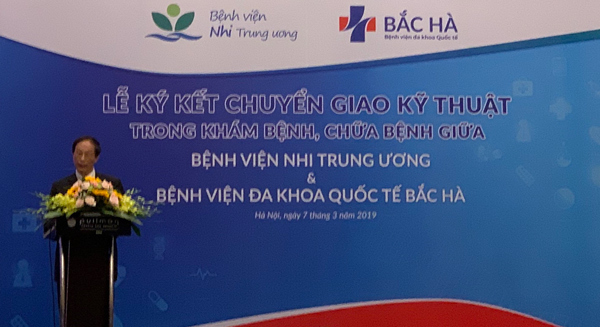 Bệnh viện
Nhi Trung ương
BẮC HÀ
Bệnh viện đa khoa Quốc tế
LỄ KÝ KẾT CHUYỂN GIAO KỸ THUẬT
TRONG KHÁM BỆNH, CHỮA BỆNH GIỮA
BỆNH VIỆN NHI TRUNG ƯƠNG
&
BỆNH VIỆN ĐA KHOA QUỐC TẾ BẮC HÀ
Hà Nội, ngày 7 tháng 3 năm 2019